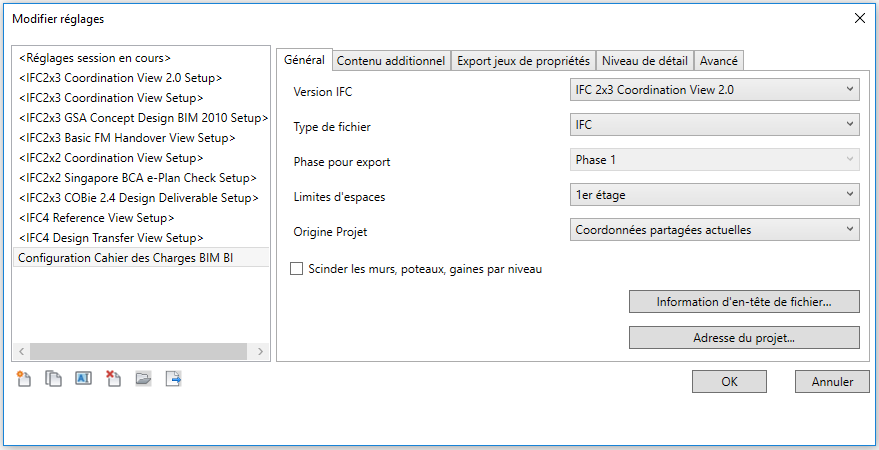 Modifier réglages
<Réglages session en cours>
<IFC2x3 Coordination View 2.0 Setup>
<IFC2x3 Coordination View Setup>
<IFC2x3 GSA Concept Design BIM 2010 Setup>
<IFC2x3 Basic FM Handover View Setup>
<IFC2x2 Coordination View Setup>
<IFC2x2 Singapore BCA e-Plan Check Setup>
<IFC2x3 COBie 2.4 Design Deliverable Setup>
<IFC4 Reference View Setup>
<IFC4 Design Transfer View Setup>
Configuration Cahier des Charges BIM BI
Général Contenu additionnel Export jeux de propriétés Niveau de détail Avancé
Version IFC IFC 2x3 Coordination View 2.0
Type de fichier IFC
Phase pour export Phase 1
Limites d'espaces 1er étage
Origine Projet Coordonnées partagées actuelles
Scinder les murs, poteaux, gaines par niveau
Information d'en-tête de fichier...
Adresse du projet...
OK Annuler